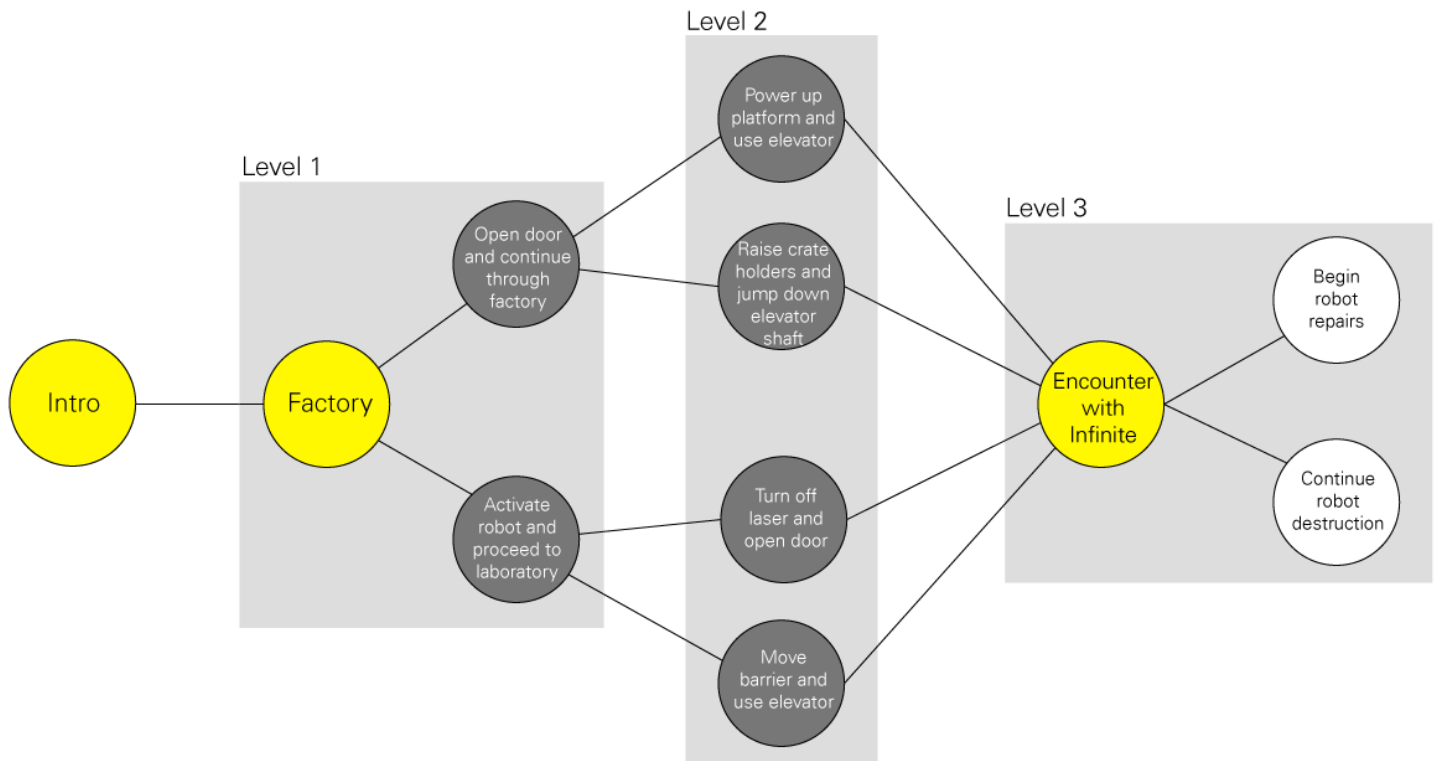 Level 2
Power up
platform and
use elevator
Level 1
Open door
and continue
through
factory
Raise crate
holders and
jump down
elevator
shaft
Level 3
Begin
robot
repairs
Intro
Factory
Encounter
with
Infinite
Activate
robot and
proceed to
laboratory
Turn off
laser and
open door
Continue
robot
destruction
Move
barrier and
use elevator